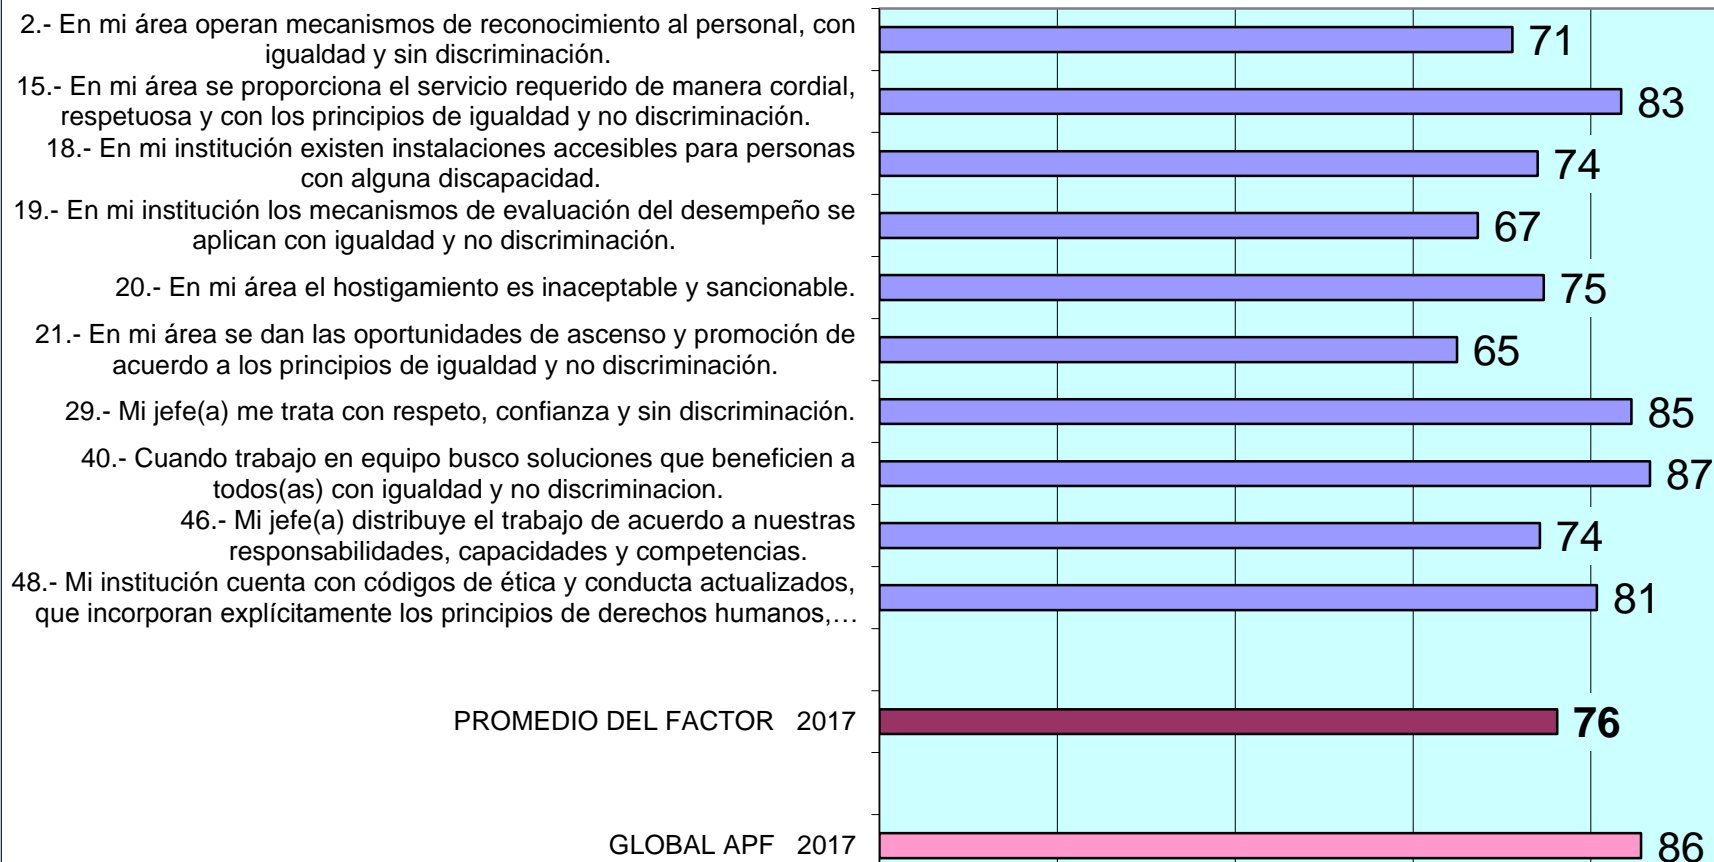 2.- En mi área operan mecanismos de reconocimiento al personal, con
igualdad y sin discriminación.
71
15.- En mi área se proporciona el servicio requerido de manera cordial,
respetuosa y con los principios de igualdad y no discriminación.
83
18.- En mi institución existen instalaciones accesibles para personas
con alguna discapacidad.
74
19.- En mi institución los mecanismos de evaluación del desempeño se
aplican con igualdad y no discriminación.
67
20.- En mi área el hostigamiento es inaceptable y sancionable.
75
21.- En mi área se dan las oportunidades de ascenso y promoción de
acuerdo a los principios de igualdad y no discriminación.
65
29.- Mi jefe(a) me trata con respeto, confianza y sin discriminación.
85
40.- Cuando trabajo en equipo busco soluciones que beneficien a
todos(as) con igualdad y no discriminacion.
87
46.- Mi jefe(a) distribuye el trabajo de acuerdo a nuestras
responsabilidades, capacidades y competencias.
74
48.- Mi institución cuenta con códigos de ética y conducta actualizados,
que incorporan explícitamente los principios de derechos humanos,…
81
PROMEDIO DEL FACTOR 2017
76
GLOBAL APF 2017
86